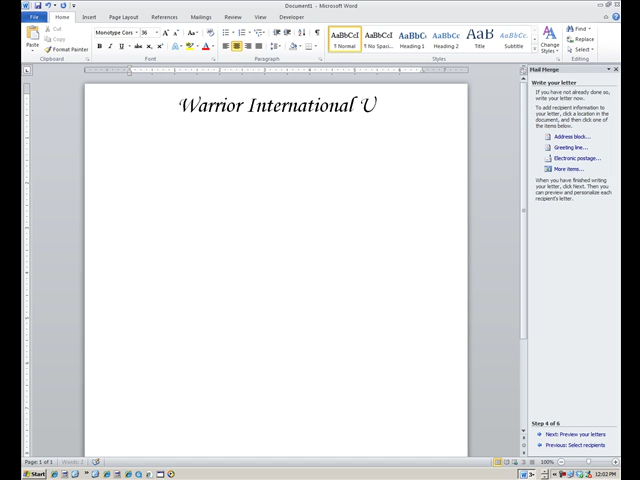 Document1 - Microsoft Word
File Home Insert Page Layout References Mailings Review View Developer
Paste
Cut
Copy
Format Painter
Clipboard
Monotype Cors 36
B I U abc
Font
Paragraph
AaBbCcI AaBbCcI AaBbC AaBbCc AaB AaBbCc.
¶ Normal ¶ No Spaci... Heading 1 Heading 2 Title Subtitle
Change Styles
Styles
Find
Replace
Select
Editing
Mail Merge
Write your letter
If you have not already done so,
write your letter now.
To add recipient information to
your letter, click a location in the
document, and then click one of
the items below.
Address block...
Greeting line...
Electronic postage...
More items...
When you have finished writing
your letter, click Next. Then you
can preview and personalize each
recipient's letter.
Warrior International U
Step 4 of 6
Next: Preview your letters
Previous: Select recipients
Page: 1 of 1 Words: 2 100%
Start 12:02 PM